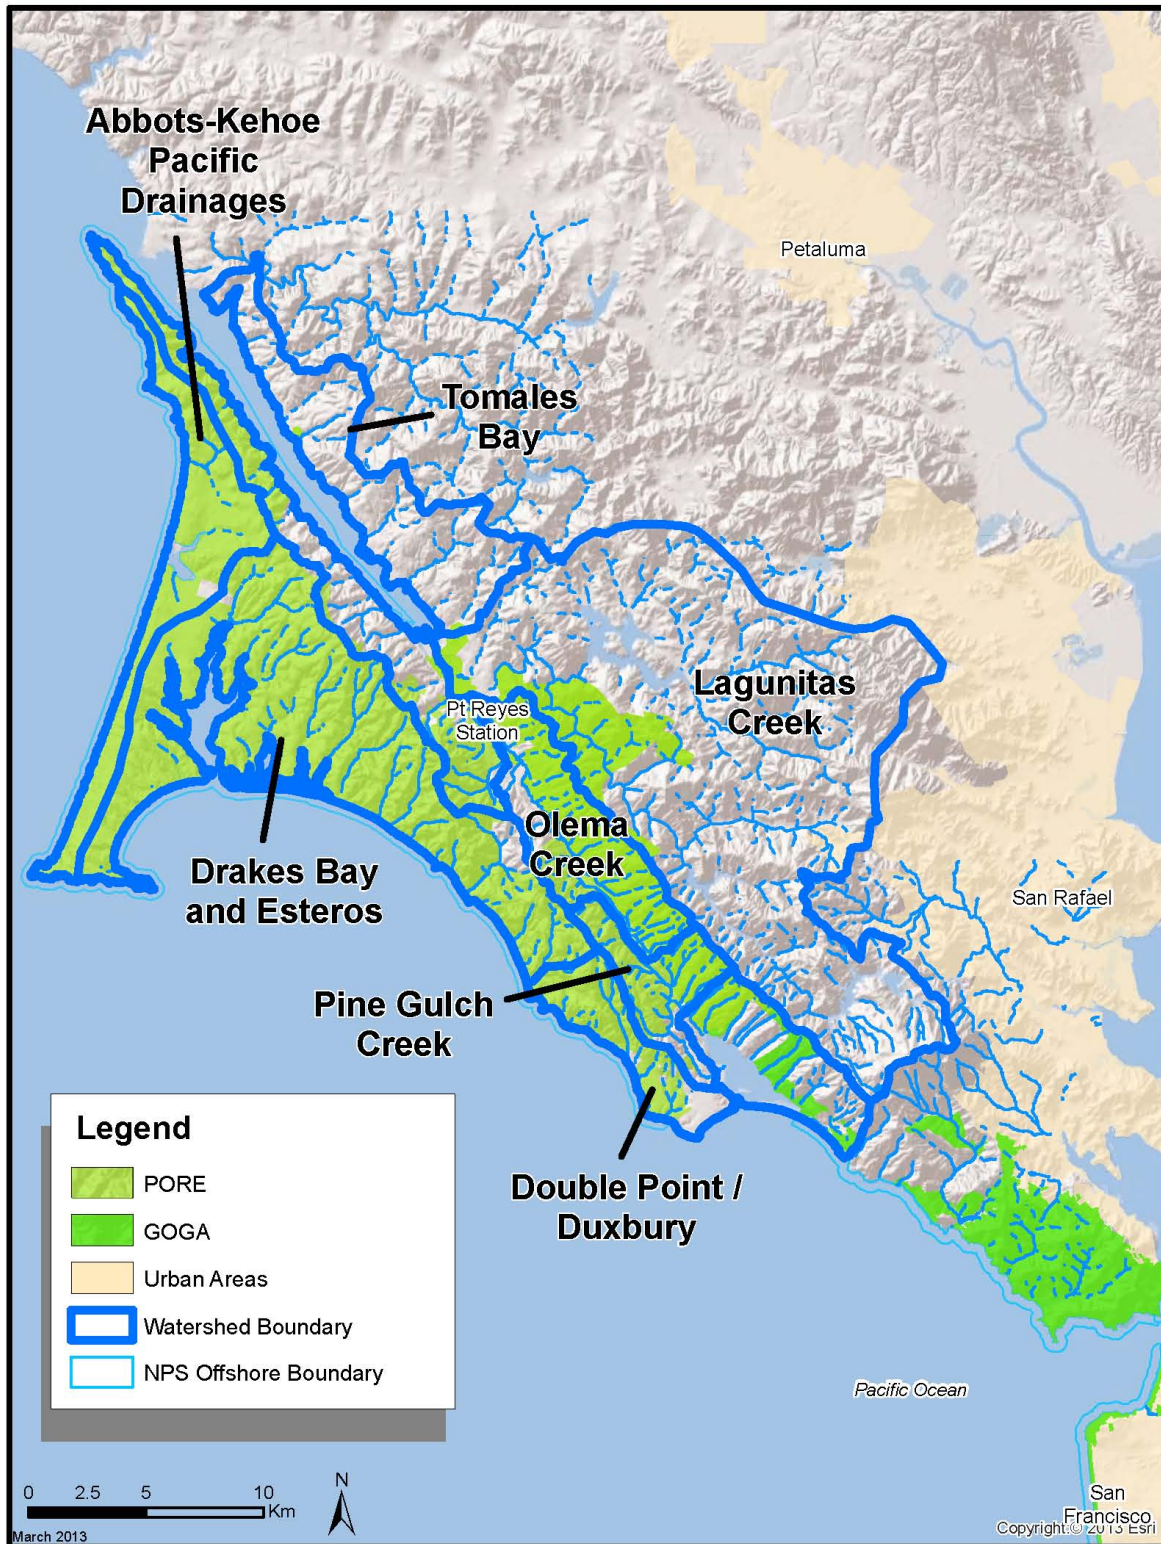 Abbots-Kehoe
Pacific
Drainages
Petaluma
Tomales
Bay
Lagunitas
Creek
Pt Reyes
Station
Olema
Creek
Drakes Bay
and Esteros
San Rafael
Pine Gulch
Creek
Double Point /
Duxbury
Legend
PORE
GOGA
Urban Areas
Watershed Boundary
NPS Offshore Boundary
Pacific Ocean
0 2.5 5 10
Km
N
San
Francisco
March 2013
Copyright:© 2013 Esri